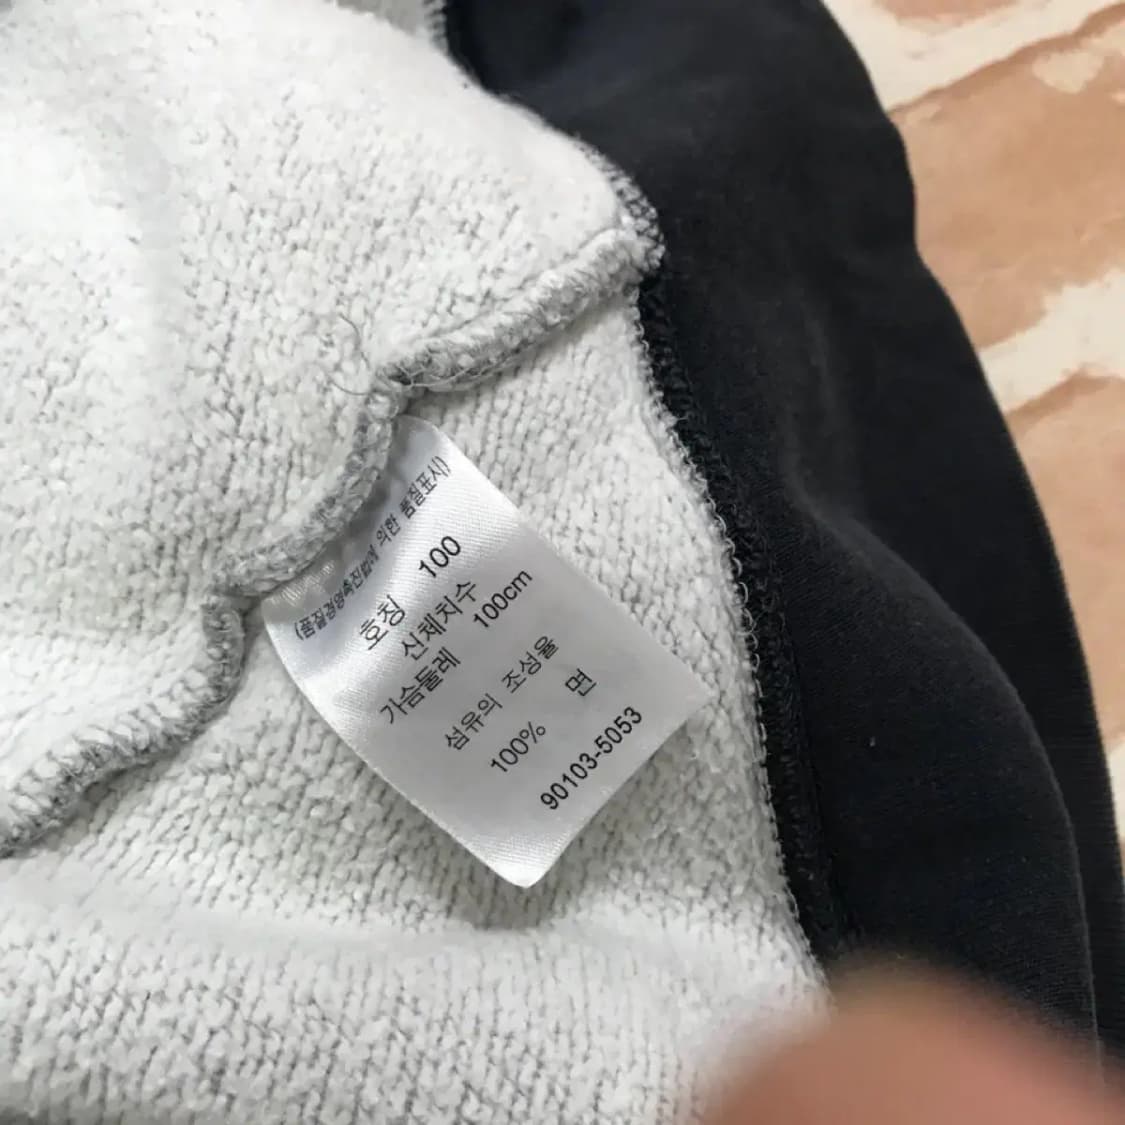 (품질경영촉진법에 의한 품질표시)
호칭 100
신체치수
가슴둘레 100cm
섬유의 조성율
100% 면
90103-5053